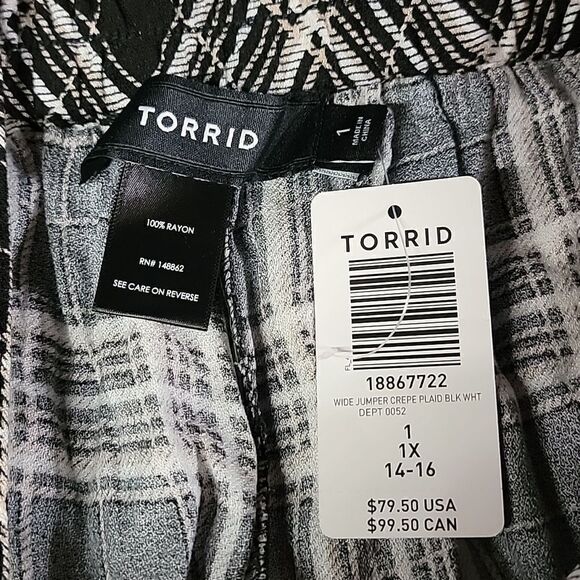 TORRID
1
MADE IN
CHINA
100% RAYON
RN# 148862
SEE CARE ON REVERSE
TORRID
18867722
WIDE JUMPER CREPE PLAID BLK WHT
DEPT 0052
1
1X
14-16
$79.50 USA
$99.50 CAN